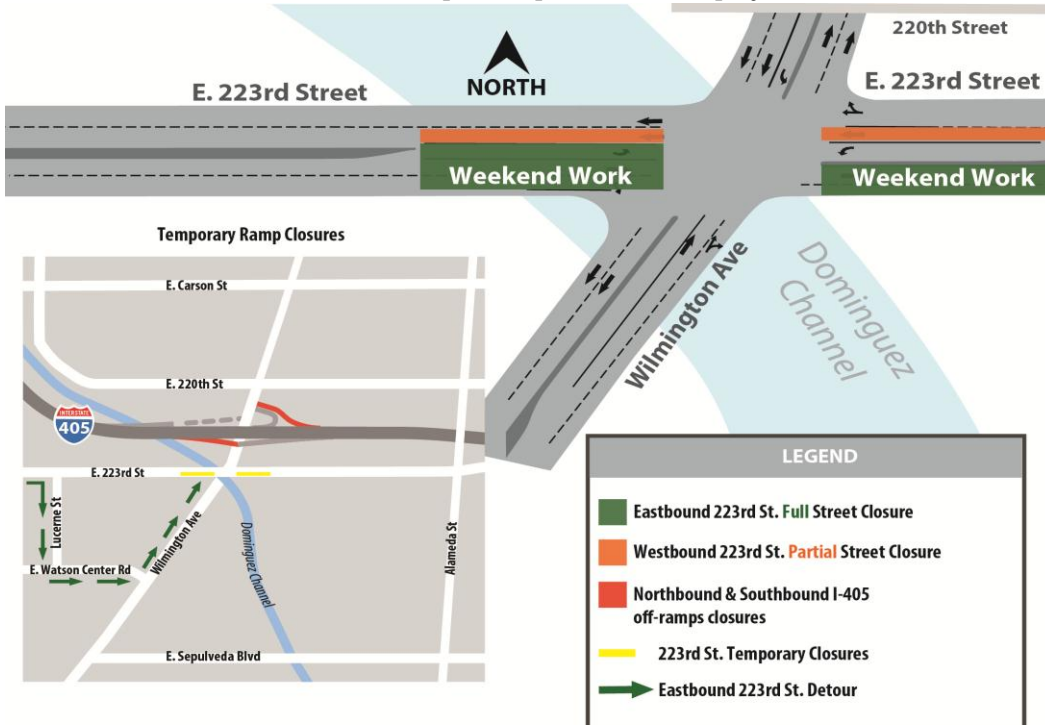 220th Street
E. 223rd Street
NORTH
E. 223rd Street
Weekend Work
Weekend Work
Wilmington Ave
Dominguez
Channel
Temporary Ramp Closures
E. Carson St
E. 220th St
INTERSTATE
405
E. 223rd St
Lucerne St
Wilmington Ave
E. Watson Center Rd
Dominguez Channel
Alameda St
E. Sepulveda Blvd
LEGEND
Eastbound 223rd St. Full Street Closure
Westbound 223rd St. Partial Street Closure
Northbound & Southbound I-405
off-ramps closures
223rd St. Temporary Closures
Eastbound 223rd St. Detour